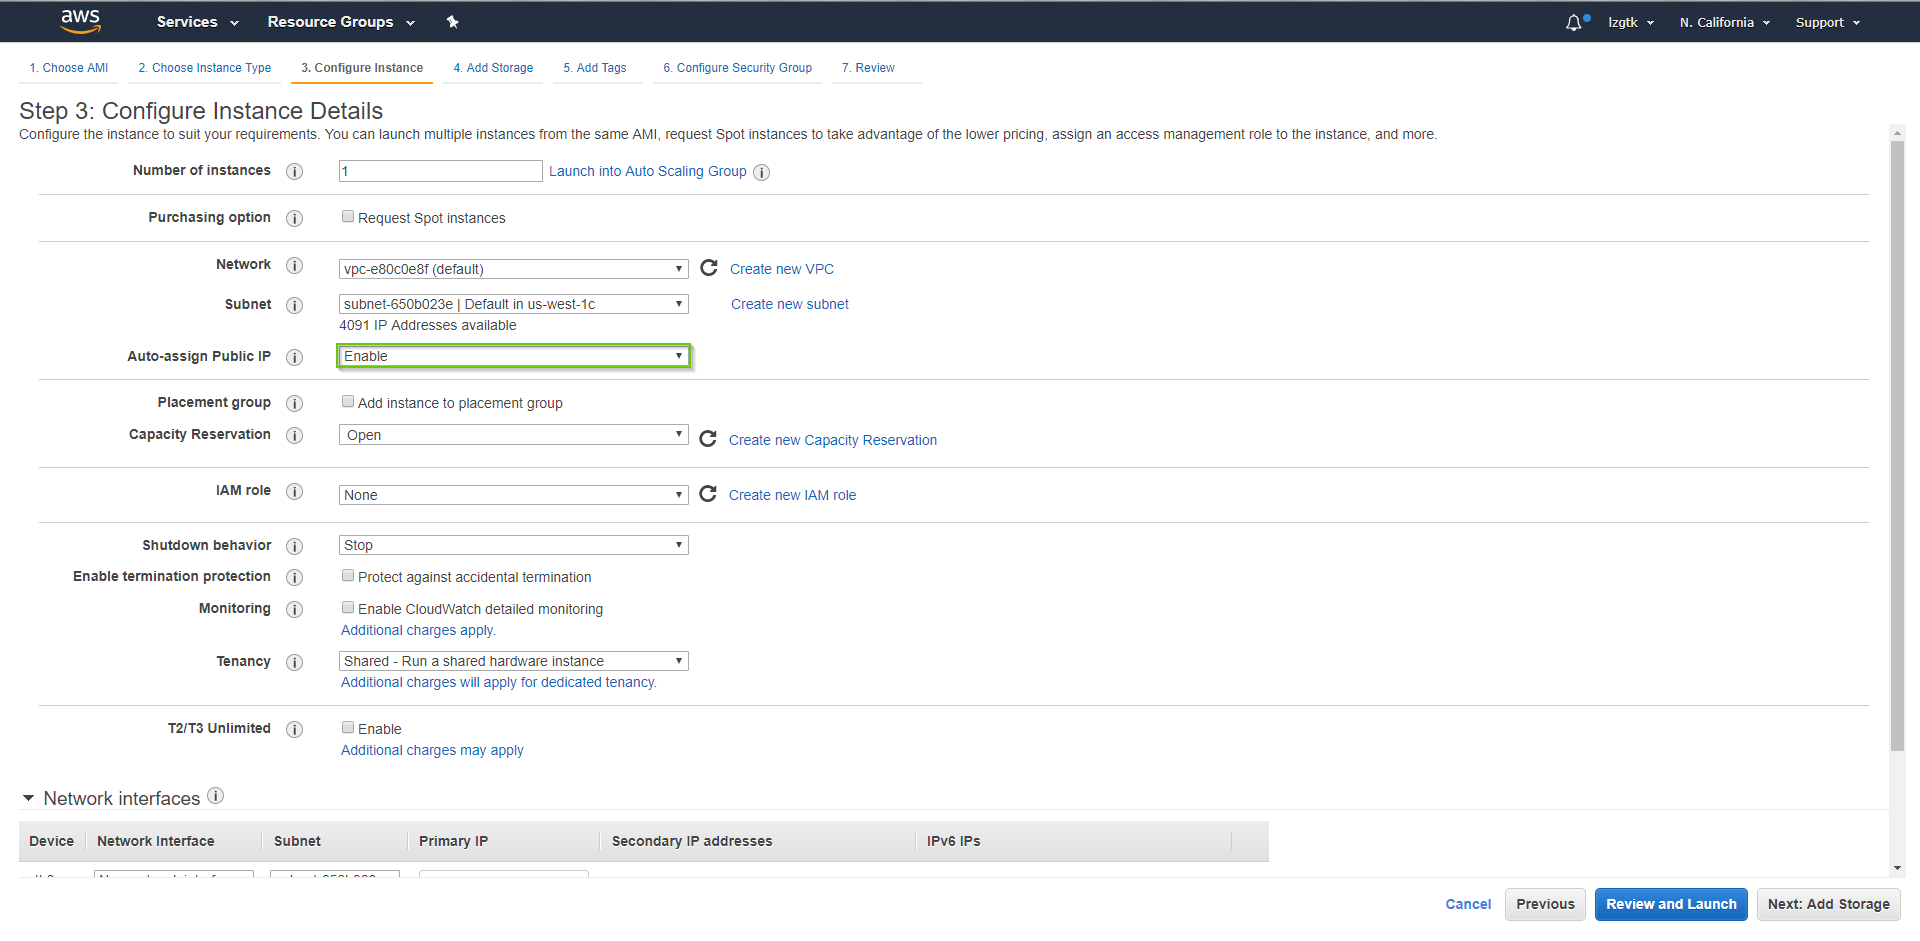 aws Services Resource Groups lzgtk N. California Support
1. Choose AMI 2. Choose Instance Type 3. Configure Instance 4. Add Storage 5. Add Tags 6. Configure Security Group 7. Review
Step 3: Configure Instance Details
Configure the instance to suit your requirements. You can launch multiple instances from the same AMI, request Spot instances to take advantage of the lower pricing, assign an access management role to the instance, and more.
Number of instances 1 Launch into Auto Scaling Group
Purchasing option Request Spot instances
Network vpc-e80c0e8f (default) Create new VPC
Subnet subnet-650b023e | Default in us-west-1c Create new subnet
4091 IP Addresses available
Auto-assign Public IP Enable
Placement group Add instance to placement group
Capacity Reservation Open Create new Capacity Reservation
IAM role None Create new IAM role
Shutdown behavior Stop
Enable termination protection Protect against accidental termination
Monitoring Enable CloudWatch detailed monitoring
Additional charges apply.
Tenancy Shared - Run a shared hardware instance
Additional charges will apply for dedicated tenancy.
T2/T3 Unlimited Enable
Additional charges may apply
Network interfaces
Device Network Interface Subnet Primary IP Secondary IP addresses IPv6 IPs
Cancel Previous Review and Launch Next: Add Storage